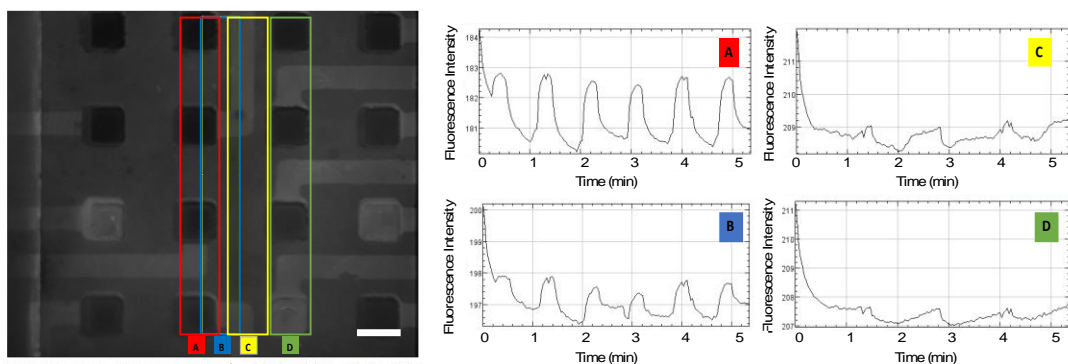 A B C D
Fluorescence Intensity
184
183
182
181
0 1 2 3 4 5
Time (min)
A
Fluorescence Intensity
211
210
209
0 1 2 3 4 5
Time (min)
C
Fluorescence Intensity
200
199
198
197
0 1 2 3 4 5
Time (min)
B
Fluorescence Intensity
211
210
209
208
207
0 1 2 3 4 5
Time (min)
D